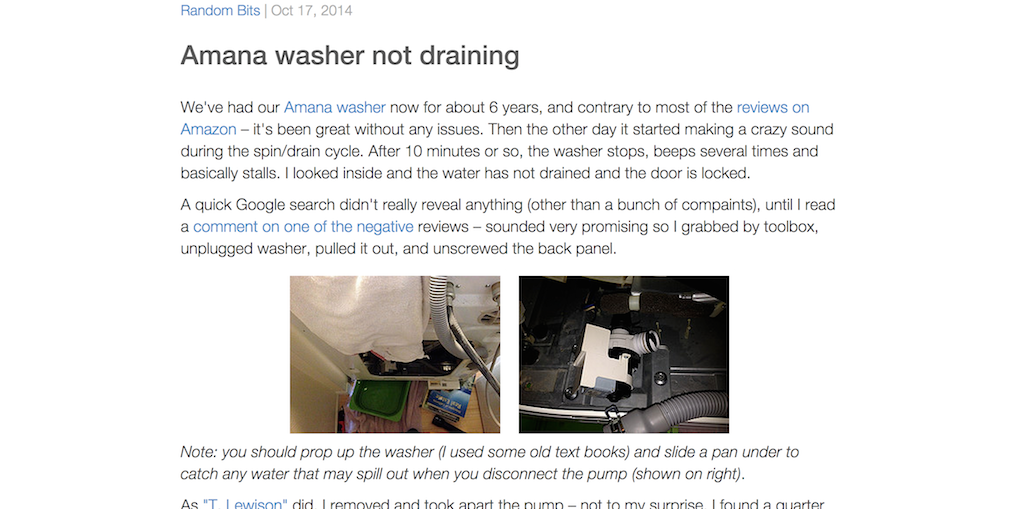 Random Bits | Oct 17, 2014
Amana washer not draining
We've had our Amana washer now for about 6 years, and contrary to most of the reviews on
Amazon – it's been great without any issues. Then the other day it started making a crazy sound
during the spin/drain cycle. After 10 minutes or so, the washer stops, beeps several times and
basically stalls. I looked inside and the water has not drained and the door is locked.
A quick Google search didn't really reveal anything (other than a bunch of compaints), until I read
a comment on one of the negative reviews – sounded very promising so I grabbed by toolbox,
unplugged washer, pulled it out, and unscrewed the back panel.
Note: you should prop up the washer (I used some old text books) and slide a pan under to
catch any water that may spill out when you disconnect the pump (shown on right).
As "T. Lewison" did, I removed and took apart the pump – not to my surprise, I found a quarter